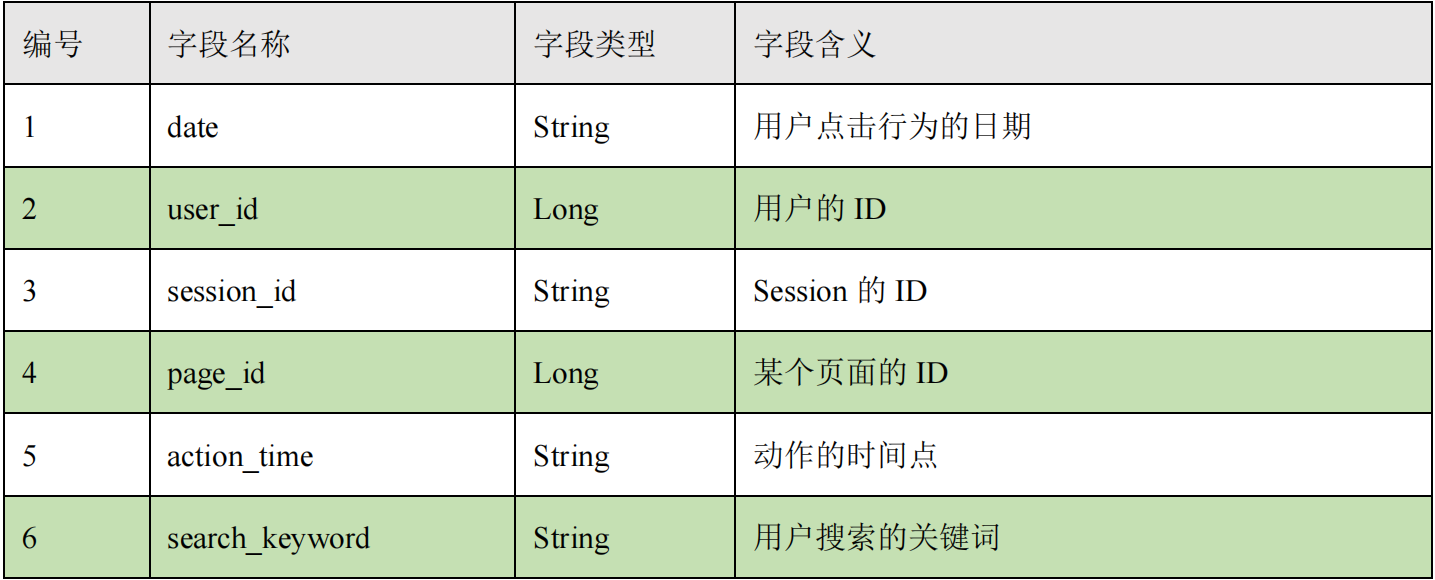 编号 字段名称 字段类型 字段含义
1 date String 用户点击行为的日期
2 user_id Long 用户的 ID
3 session_id String Session 的 ID
4 page_id Long 某个页面的 ID
5 action_time String 动作的时间点
6 search_keyword String 用户搜索的关键词